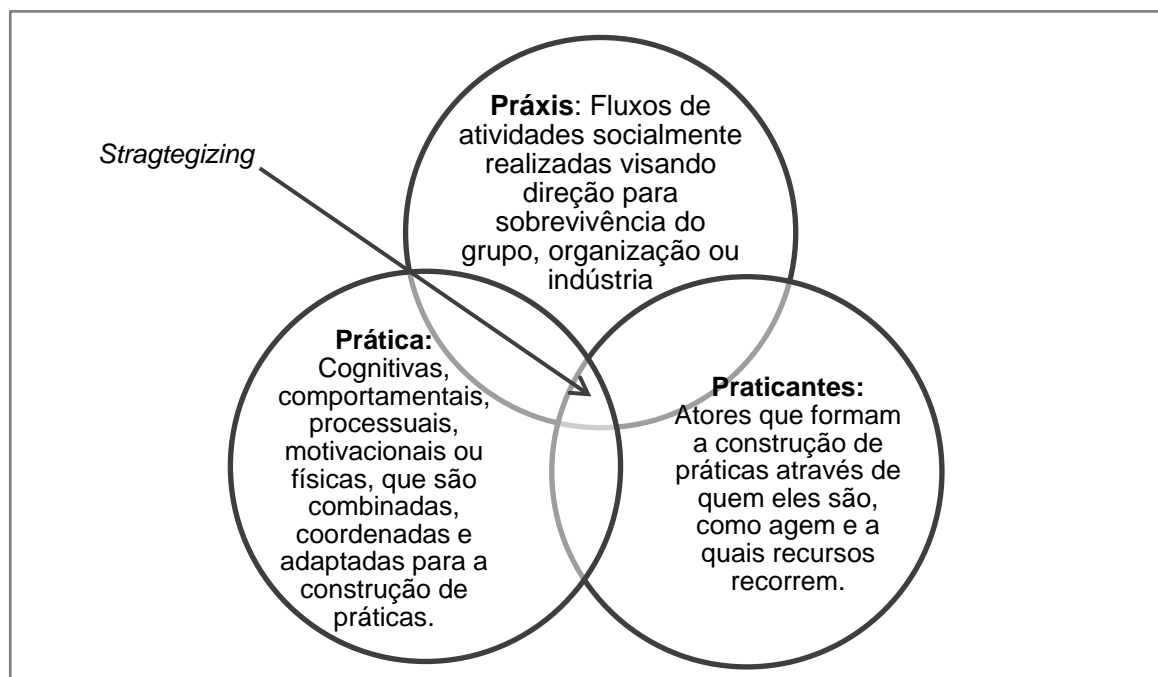 Stragtegizing
Práxis: Fluxos de
atividades socialmente
realizadas visando
direção para
sobrevivência do
grupo, organização ou
indústria
Prática:
Cognitivas,
comportamentais,
processuais,
motivacionais ou
físicas, que são
combinadas,
coordenadas e
adaptadas para a
construção de
práticas.
Praticantes:
Atores que formam
a construção de
práticas através de
quem eles são,
como agem e a
quais recursos
recorrem.